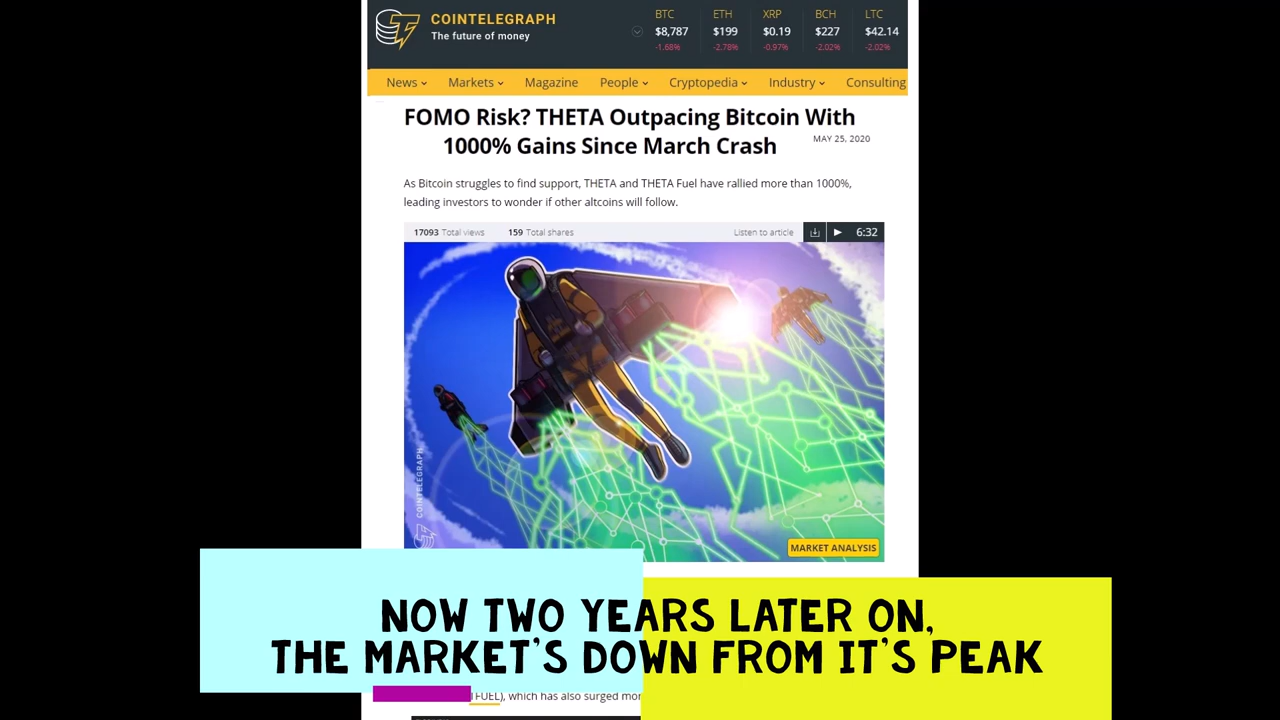 COINTELEGRAPH
The future of money
BTC ETH XRP BCH LTC
$8,787 $199 $0.19 $227 $42.14
-1.68% -2.78% -0.97% -2.02% -2.02%
News Markets Magazine People Cryptopedia Industry Consulting
FOMO Risk? THETA Outpacing Bitcoin With
1000% Gains Since March Crash
MAY 25, 2020
As Bitcoin struggles to find support, THETA and THETA Fuel have rallied more than 1000%,
leading investors to wonder if other altcoins will follow.
17093 Total views 159 Total shares Listen to article 6:32
COINTELEGRAPH
MARKET ANALYSIS
NOW TWO YEARS LATER ON,
THE MARKET'S DOWN FROM IT'S PEAK
FUEL), which has also surged